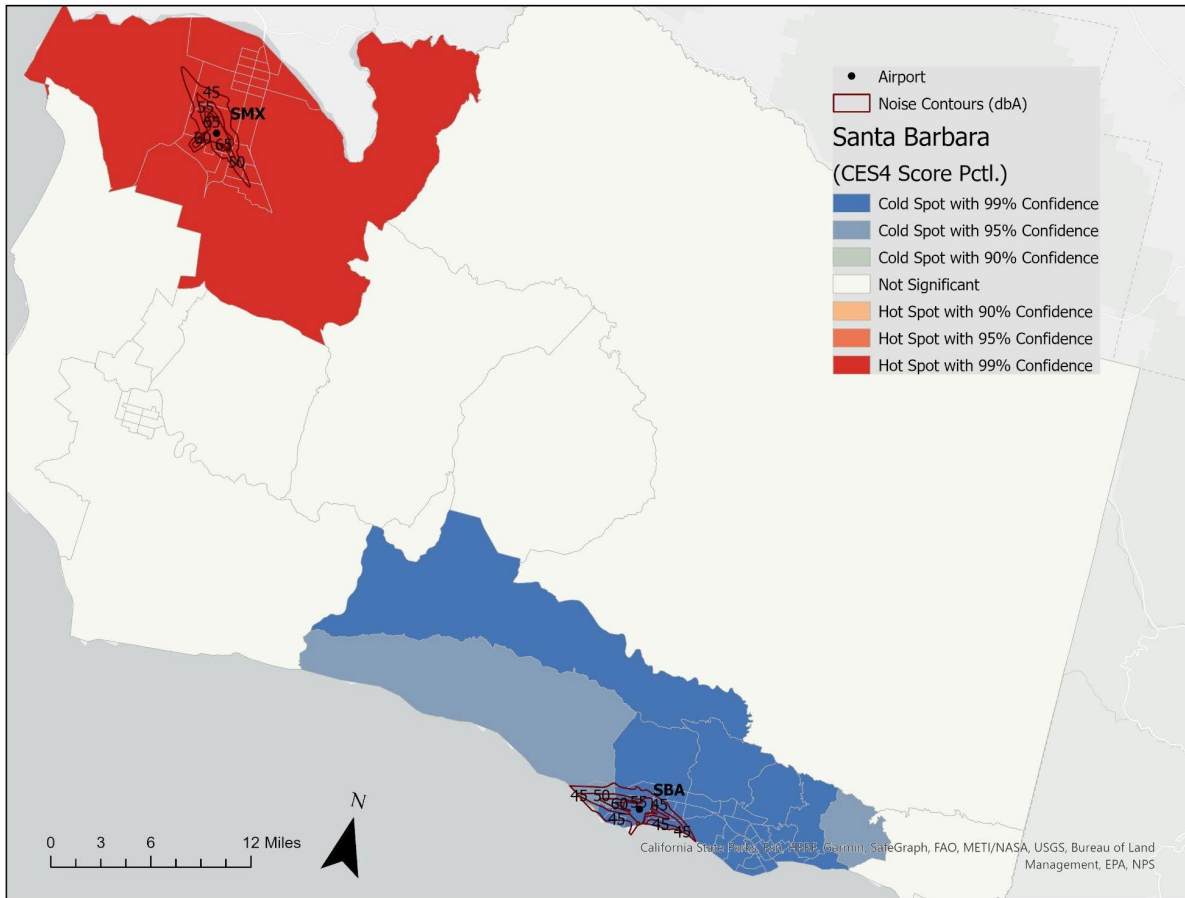 Airport
Noise Contours (dbA)
Santa Barbara
(CES4 Score Pctl.)
Cold Spot with 99% Confidence
Cold Spot with 95% Confidence
Cold Spot with 90% Confidence
Not Significant
Hot Spot with 90% Confidence
Hot Spot with 95% Confidence
Hot Spot with 99% Confidence
45
55
SMX
65
60
65
50
SBA
45 50
60 55 45
45
45
45
N
0 3 6 12 Miles
California State Parks, Esri, HERE, Garmin, SafeGraph, FAO, METI/NASA, USGS, Bureau of Land
Management, EPA, NPS